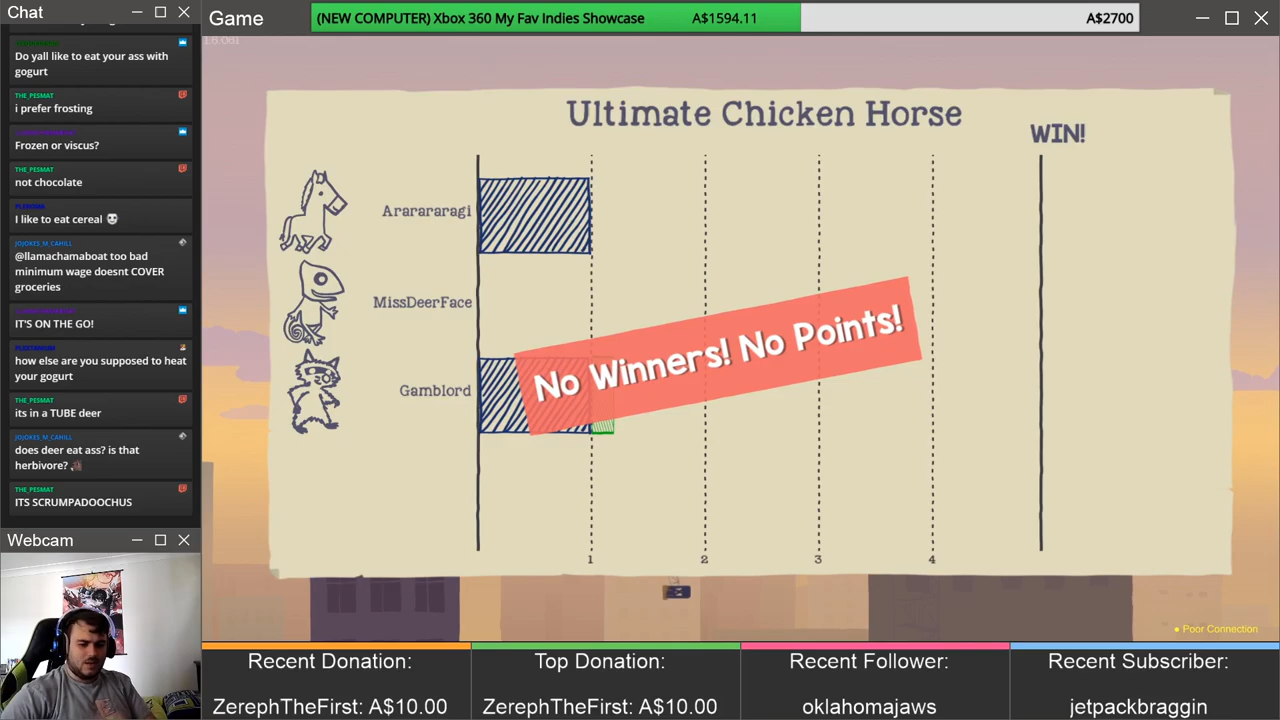 Chat
Do yall like to eat your ass with
gogurt
THE_PESMAT
i prefer frosting
Frozen or viscus?
THE_PESMAT
not chocolate
I like to eat cereal 💀
JOJOKES_M_CAHILL
@llamachamaboat too bad
minimum wage doesnt COVER
groceries
IT'S ON THE GO!
how else are you supposed to heat
your gogurt
THE_PESMAT
its in a TUBE deer
JOJOKES_M_CAHILL
does deer eat ass? is that
herbivore?
THE_PESMAT
ITS SCRUMPADOOCHUS
Webcam
Game
(NEW COMPUTER) Xbox 360 My Fav Indies Showcase
A$1594.11
A$2700
Ultimate Chicken Horse
WIN!
Ararararagi
MissDeerFace
Gamblord
No Winners! No Points!
1
2
3
4
Poor Connection
Recent Donation:
ZerephTheFirst: A$10.00
Top Donation:
ZerephTheFirst: A$10.00
Recent Follower:
oklahomajaws
Recent Subscriber:
jetpackbraggin